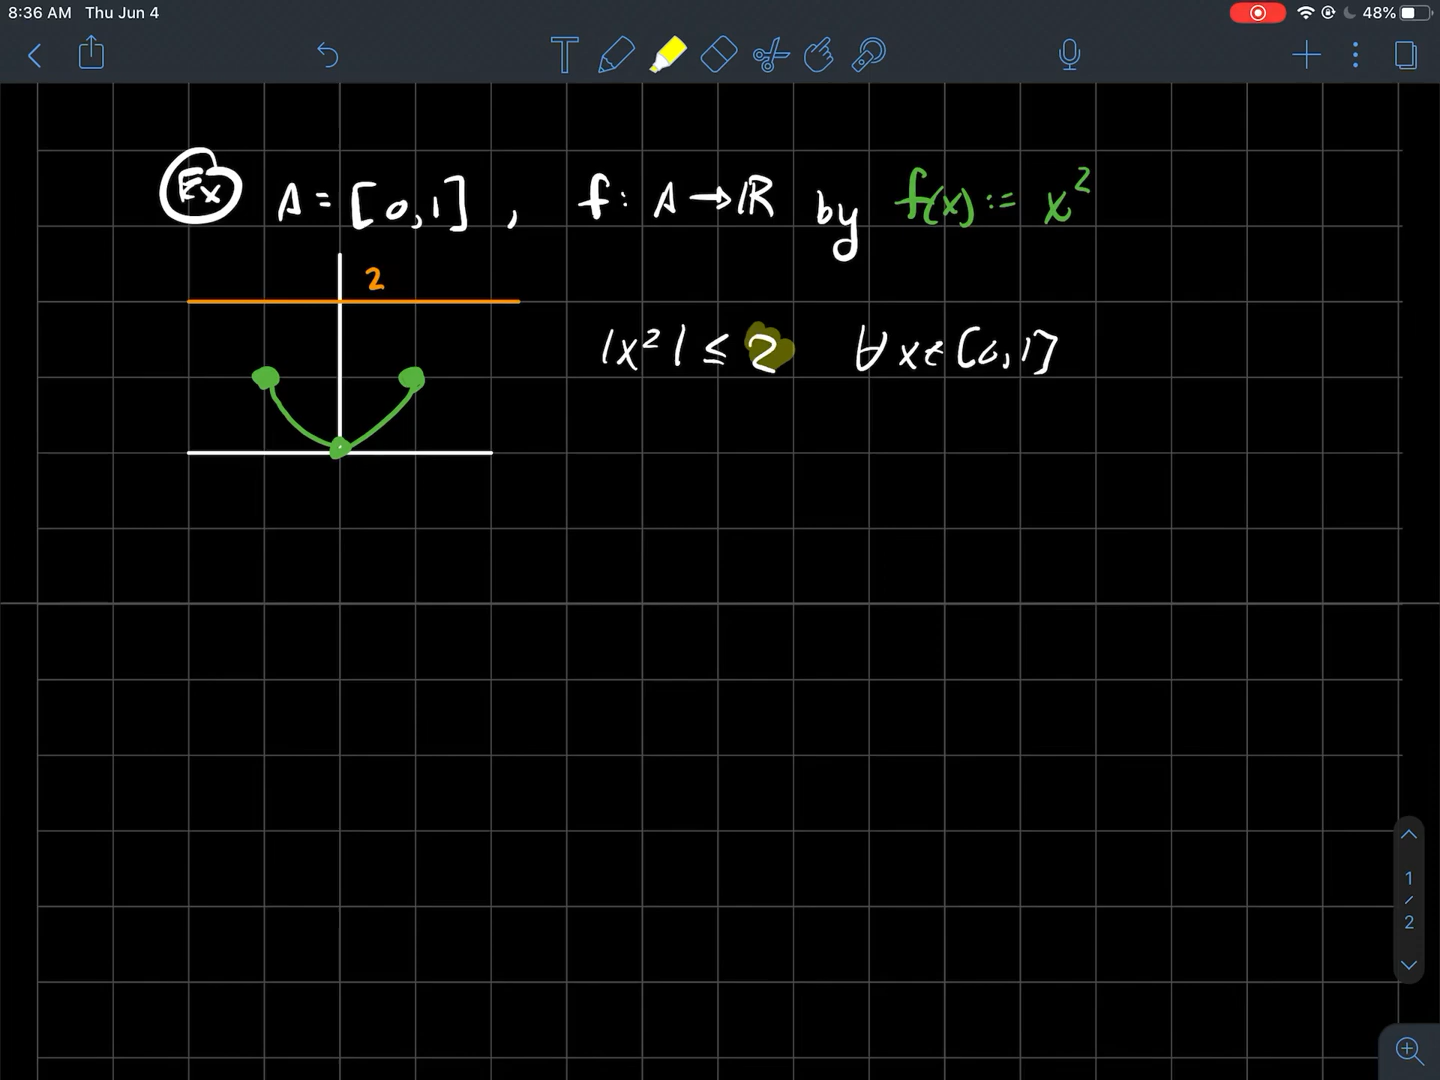 8:36 AM Thu Jun 4 48%
T
Ex A = [0,1] , f: A → ℝ by f(x) := x²
2
|x²| ≤ 2 ∀ x ∈ [0,1]
1
/
2